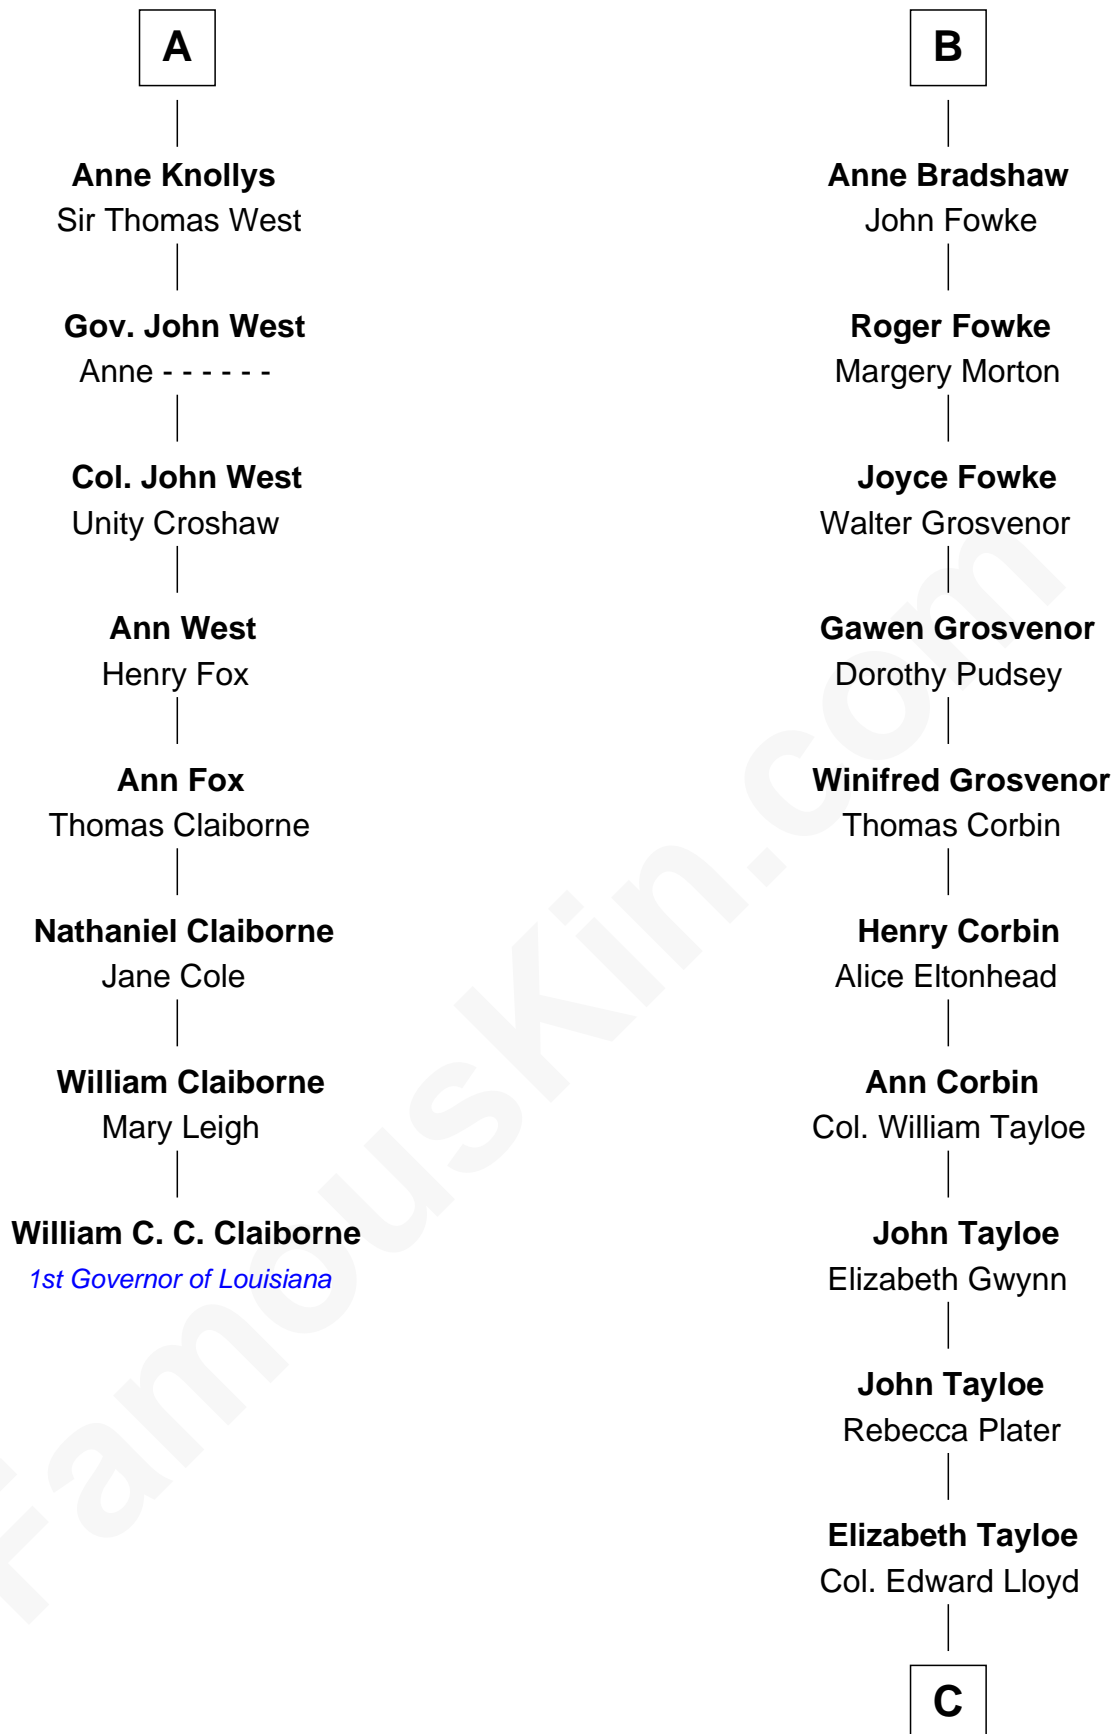 A
Anne Knollys
Sir Thomas West
Gov. John West
Anne - - - - - -
Col. John West
Unity Croshaw
Ann West
Henry Fox
Ann Fox
Thomas Claiborne
Nathaniel Claiborne
Jane Cole
William Claiborne
Mary Leigh
William C. C. Claiborne
1st Governor of Louisiana
B
Anne Bradshaw
John Fowke
Roger Fowke
Margery Morton
Joyce Fowke
Walter Grosvenor
Gawen Grosvenor
Dorothy Pudsey
Winifred Grosvenor
Thomas Corbin
Henry Corbin
Alice Eltonhead
Ann Corbin
Col. William Tayloe
John Tayloe
Elizabeth Gwynn
John Tayloe
Rebecca Plater
Elizabeth Tayloe
Col. Edward Lloyd
C
FamousKin.com